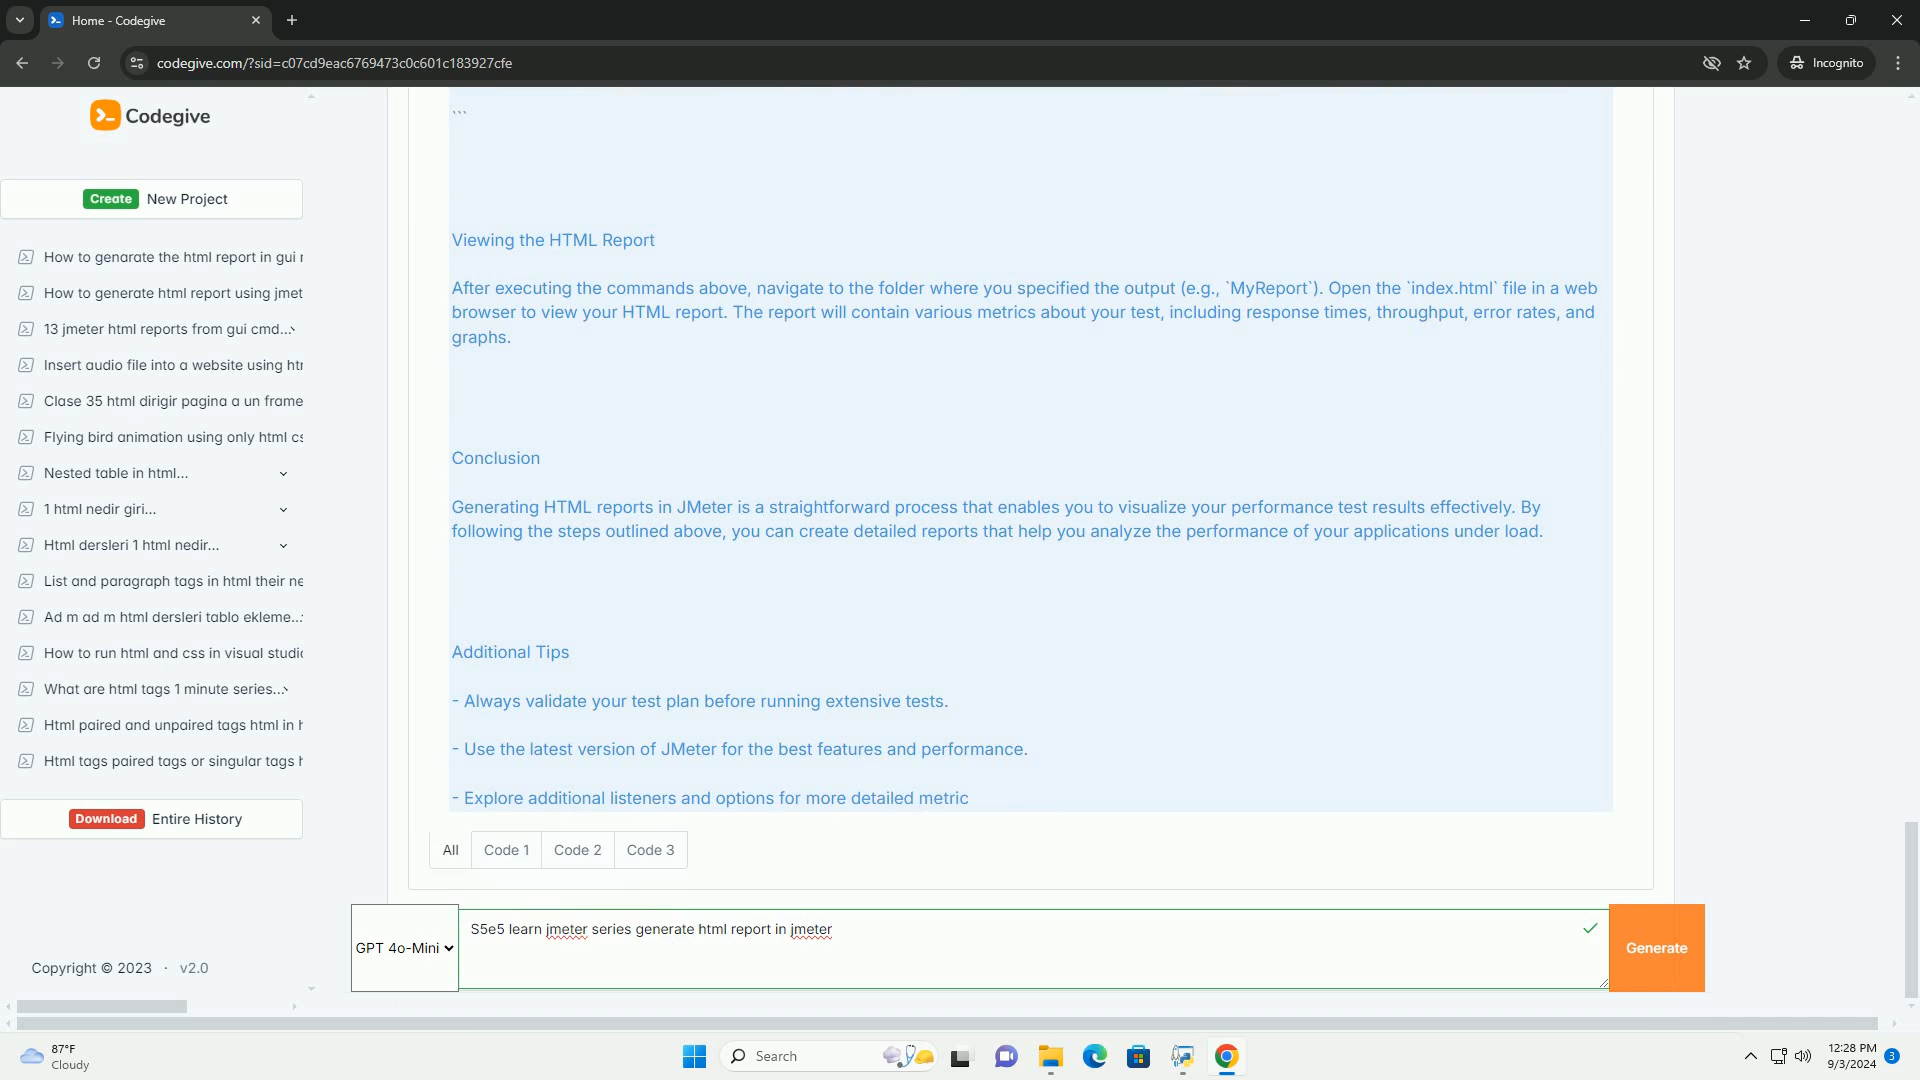 Home - Codegive
codegive.com/?sid=c07cd9eac6769473c0c601c183927cfe
Incognito
Codegive
Create New Project
How to genarate the html report in gui r
How to generate html report using jmet
13 jmeter html reports from gui cmd...
Insert audio file into a website using htr
Clase 35 html dirigir pagina a un frame
Flying bird animation using only html cs
Nested table in html...
1 html nedir giri...
Html dersleri 1 html nedir...
List and paragraph tags in html their ne
Ad m ad m html dersleri tablo ekleme...
How to run html and css in visual studio
What are html tags 1 minute series...
Html paired and unpaired tags html in h
Html tags paired tags or singular tags h
Download Entire History
Copyright © 2023 · v2.0
```
Viewing the HTML Report
After executing the commands above, navigate to the folder where you specified the output (e.g., `MyReport`). Open the `index.html` file in a web
browser to view your HTML report. The report will contain various metrics about your test, including response times, throughput, error rates, and
graphs.
Conclusion
Generating HTML reports in JMeter is a straightforward process that enables you to visualize your performance test results effectively. By
following the steps outlined above, you can create detailed reports that help you analyze the performance of your applications under load.
Additional Tips
- Always validate your test plan before running extensive tests.
- Use the latest version of JMeter for the best features and performance.
- Explore additional listeners and options for more detailed metric
All Code 1 Code 2 Code 3
GPT 4o-Mini
S5e5 learn jmeter series generate html report in jmeter
Generate
87°F
Cloudy
Search
12:28 PM
9/3/2024
3